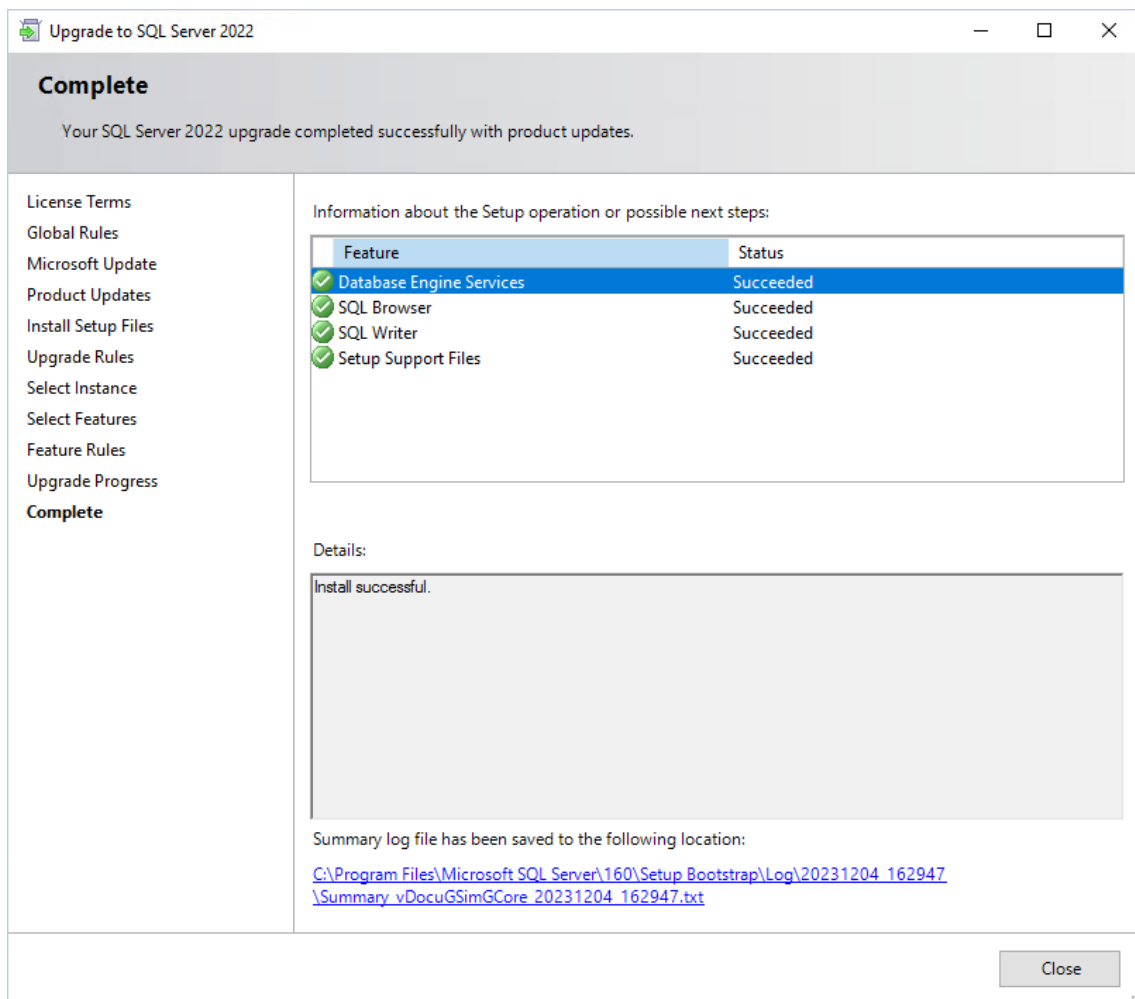 Upgrade to SQL Server 2022
Complete
Your SQL Server 2022 upgrade completed successfully with product updates.
License Terms
Global Rules
Microsoft Update
Product Updates
Install Setup Files
Upgrade Rules
Select Instance
Select Features
Feature Rules
Upgrade Progress
Complete
Information about the Setup operation or possible next steps:
Feature Status
Database Engine Services Succeeded
SQL Browser Succeeded
SQL Writer Succeeded
Setup Support Files Succeeded
Details:
Install successful.
Summary log file has been saved to the following location:
C:\Program Files\Microsoft SQL Server\160\Setup Bootstrap\Log\20231204_162947
\Summary_vDocuGSimGCore_20231204_162947.txt
Close